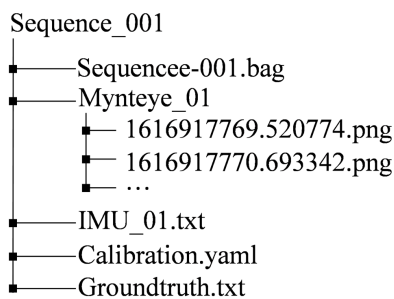 Sequence_001
Sequencee-001.bag
Mynteye_01
1616917769.520774.png
1616917770.693342.png
...
IMU_01.txt
Calibration.yaml
Groundtruth.txt